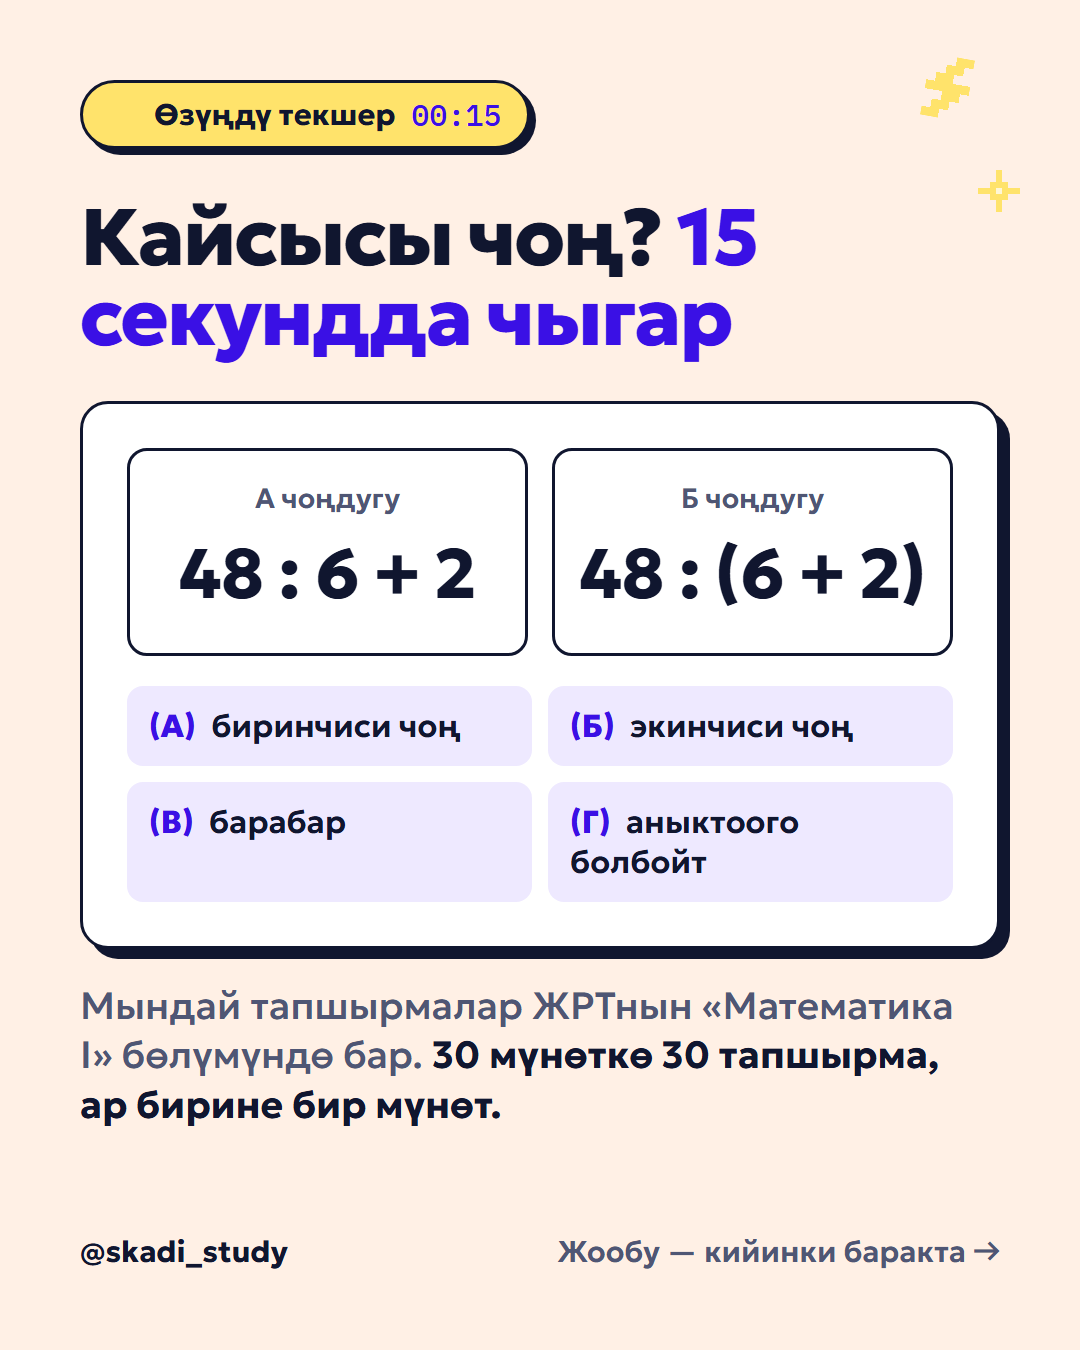 Өзүңдү текшер 00:15
Кайсысы чоң? 15
секундда чыгар
А чоңдугу
48 : 6 + 2
Б чоңдугу
48 : (6 + 2)
(А) биринчиси чоң
(Б) экинчиси чоң
(В) барабар
(Г) аныктоого
болбойт
Мындай тапшырмалар ЖРТнын «Математика
I» бөлүмүндө бар. 30 мүнөткө 30 тапшырма,
ар бирине бир мүнөт.
@skadi_study
Жообу — кийинки баракта →